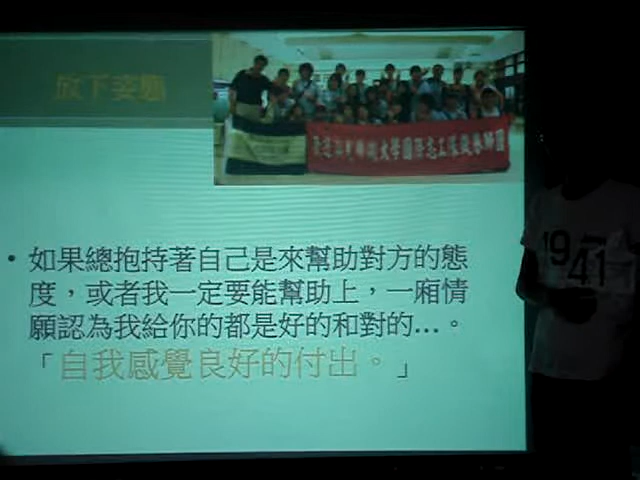 放下姿態
•如果總抱持著自己是來幫助對方的態
度，或者我一定要能幫助上，一廂情
願認為我給你的都是好的和對的...。
「自我感覺良好的付出。」
1941